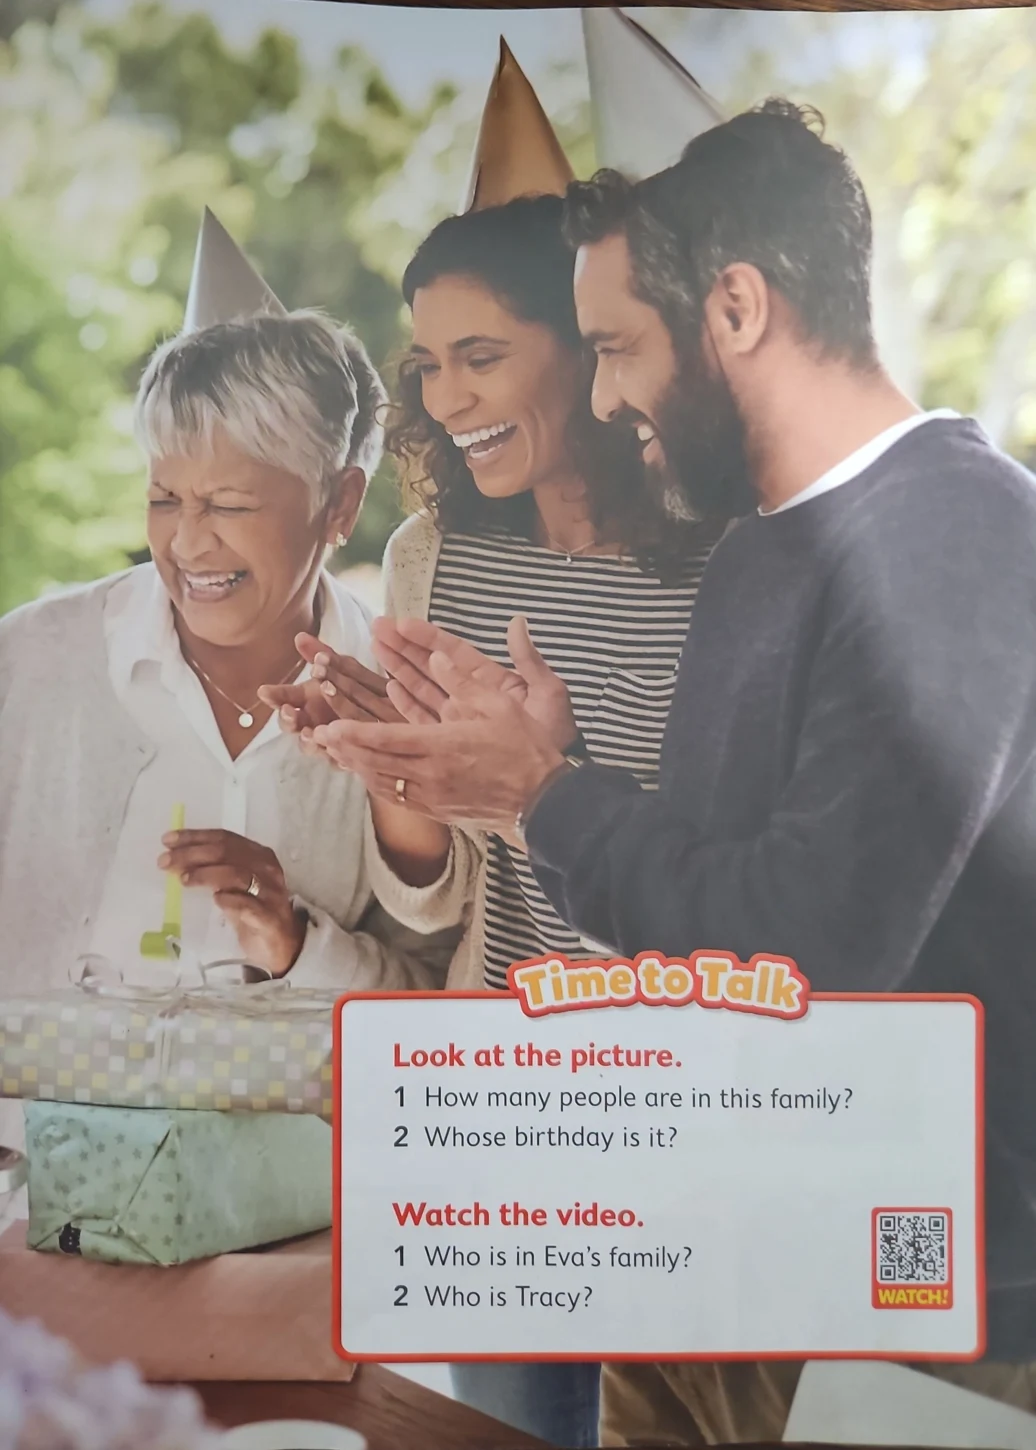 Time to Talk
Look at the picture.
1 How many people are in this family?
2 Whose birthday is it?
Watch the video.
1 Who is in Eva's family?
2 Who is Tracy?
WATCH!